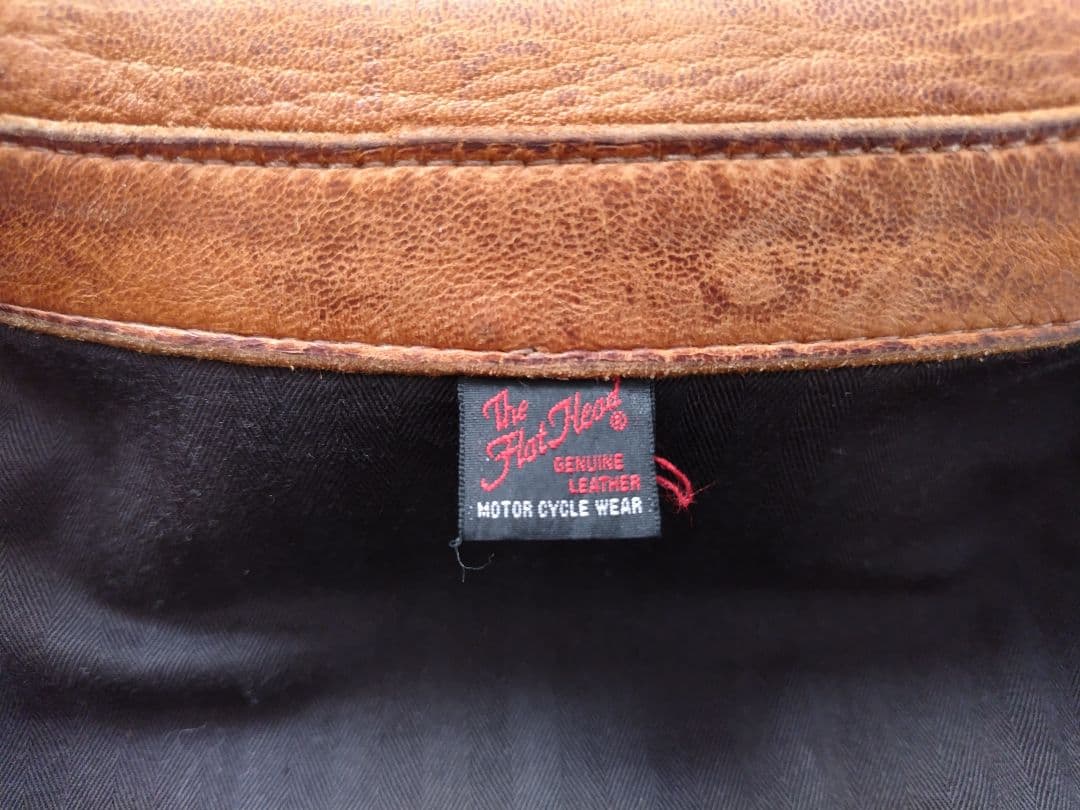 The
Flat Head®
GENUINE
LEATHER
MOTOR CYCLE WEAR